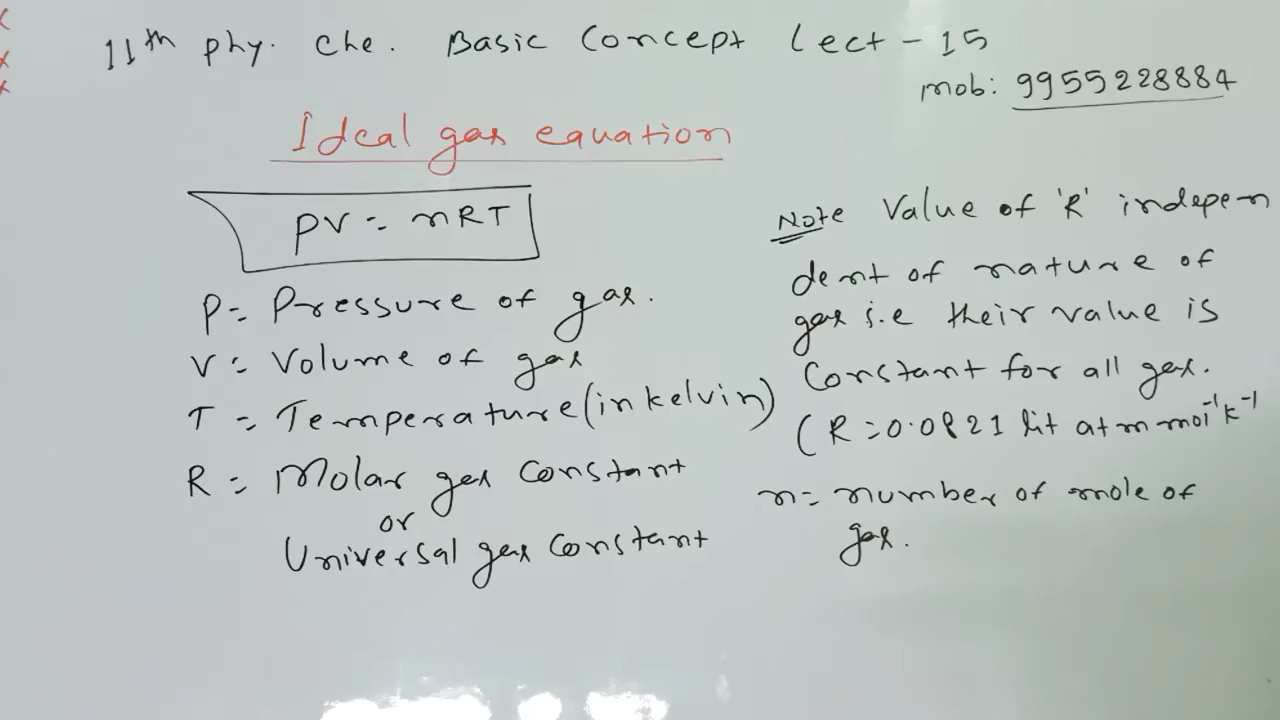 11th phy. che. Basic Concept Lect - 15
mob: 9955228884
Ideal gas equation
PV = nRT
P = Pressure of gas.
V = Volume of gas
T = Temperature (in kelvin)
R = Molar gas constant
or
Universal gas constant
Note Value of 'R' indepen
dent of nature of
gas i.e their value is
Constant for all gas.
(R = 0.0821 lit atm mol⁻¹ k⁻¹
n = number of mole of
gas.